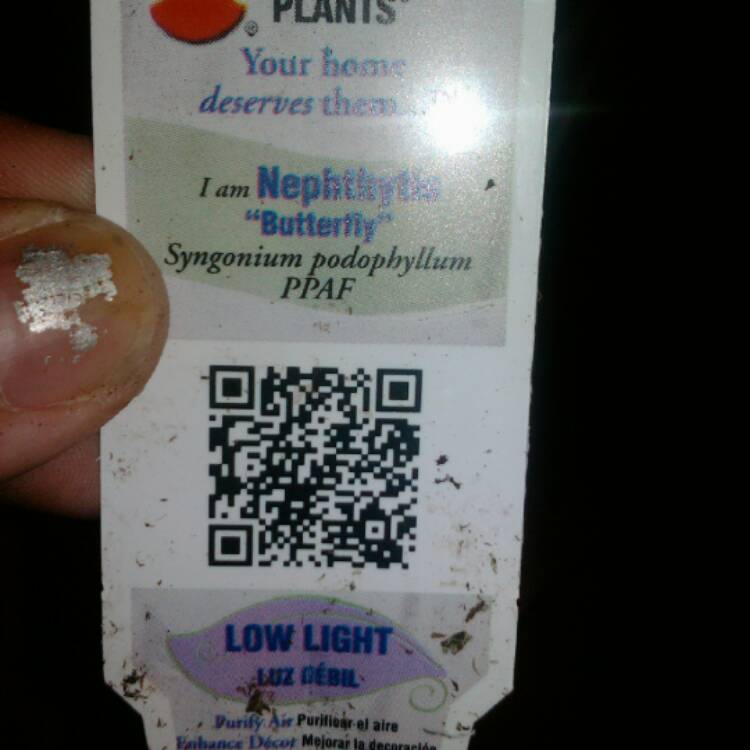 PLANTS®
Your home
deserves them...
I am Nephthytis
"Butterfly"
Syngonium podophyllum
PPAF
LOW LIGHT
LUZ DÉBIL
Purify Air Purificar el aire
Enhance Décor Mejorar la decoración